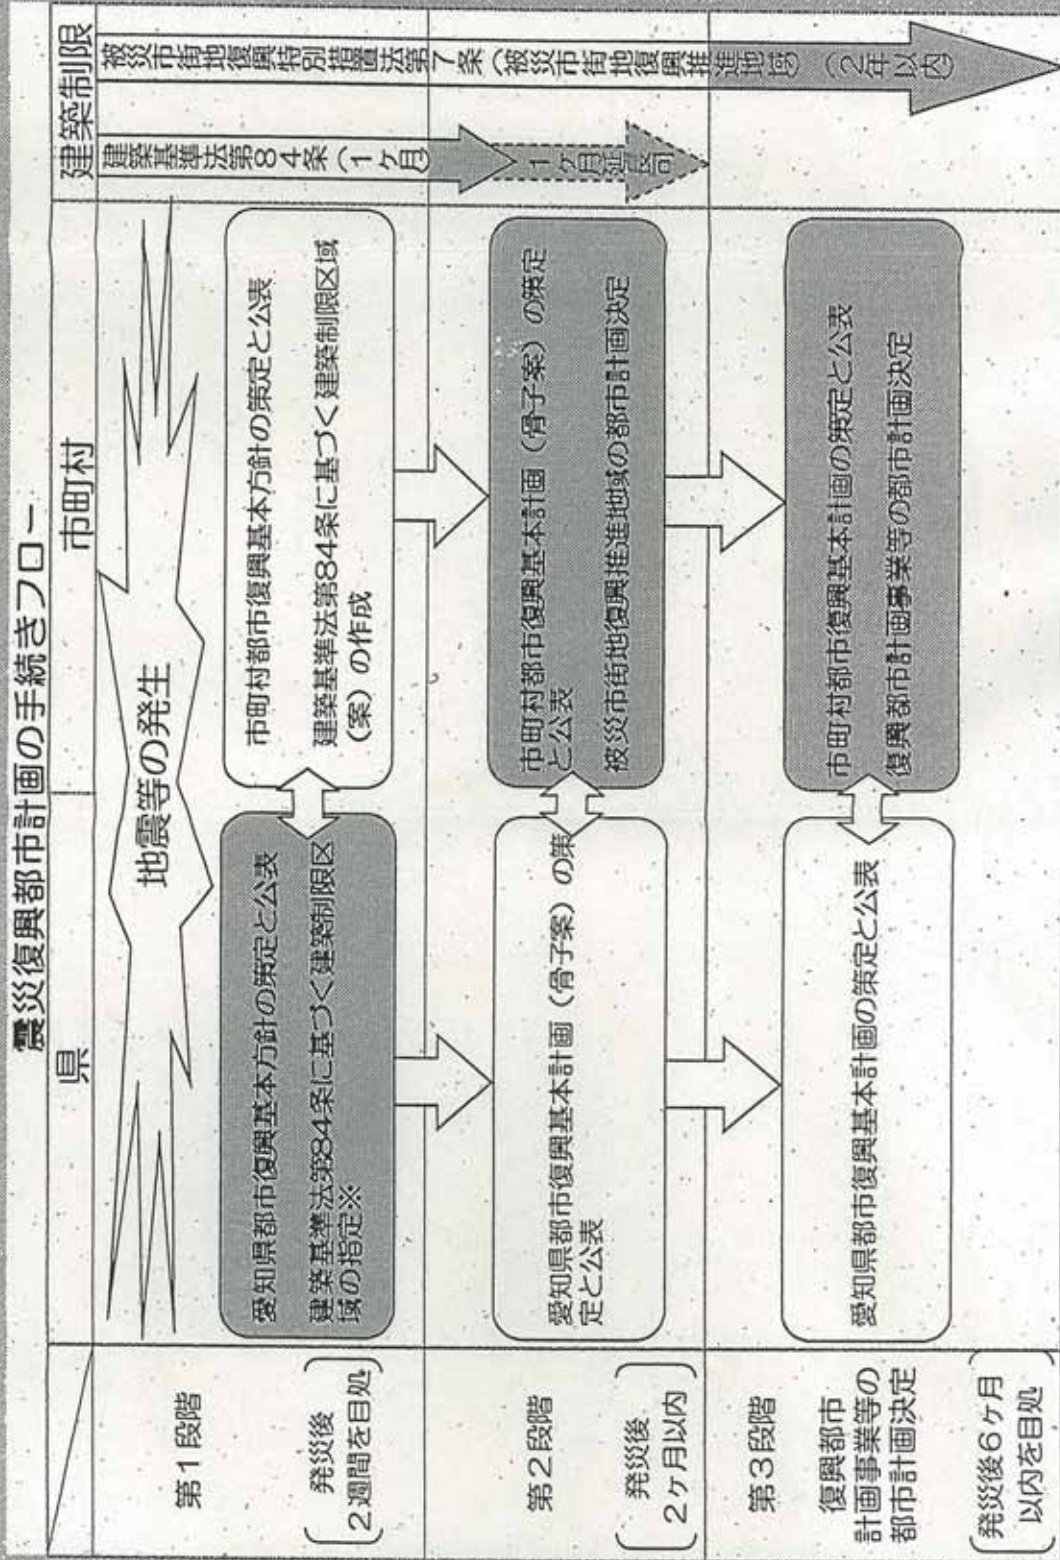 震災復興都市計画の手続きフロー
県
市町村
建築制限
地震等の発生
第1段階
発災後
2週間を目処
愛知県都市復興基本方針の策定と公表
建築基準法第84条に基づく建築制限区
域の指定※
市町村都市復興基本方針の策定と公表
建築基準法第84条に基づく建築制限区域
(案)の作成
第2段階
発災後
2ヶ月以内
愛知県都市復興基本計画(骨子案)の策
定と公表
市町村都市復興基本計画(骨子案)の策定
と公表
被災市街地復興推進地域の都市計画決定
第3段階
復興都市
計画事業等の
都市計画決定
発災後6ヶ月
以内を目処
愛知県都市復興基本計画の策定と公表
市町村都市復興基本計画の策定と公表
復興都市計画事業等の都市計画決定
建築基準法第84条(1ヶ月)
1ヶ月延長可
被災市街地復興特別措置法第7条(被災市街地復興推進地域)(2年以内)